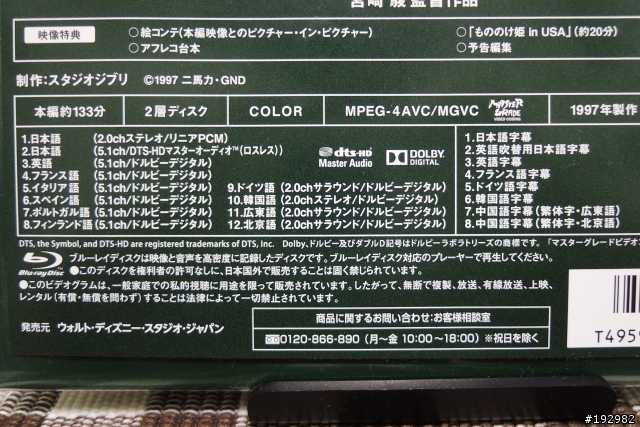 宮崎 駿 監督作品
映像特典
○絵コンテ(本編映像とのピクチャー・イン・ピクチャー)
○アフレコ台本
○「もののけ姫 in USA」(約20分)
○予告編集
制作：スタジオジブリ ©1997 二馬力・GND
本編約133分 2層ディスク COLOR MPEG-4AVC/MGVC MASTER GRADE VIDEO CODING 1997年製作
1.日本語 (2.0chステレオ/リニアPCM)
2.日本語 (5.1ch/DTS-HDマスターオーディオ™(ロスレス))
3.英語 (5.1ch/ドルビーデジタル)
4.フランス語 (5.1ch/ドルビーデジタル)
5.イタリア語 (5.1ch/ドルビーデジタル)
6.スペイン語 (5.1ch/ドルビーデジタル)
7.ポルトガル語 (5.1ch/ドルビーデジタル)
8.フィンランド語 (5.1ch/ドルビーデジタル)
dts-HD Master Audio
DOLBY DIGITAL
9.ドイツ語 (2.0chサラウンド/ドルビーデジタル)
10.韓国語 (2.0chステレオ/ドルビーデジタル)
11.広東語 (2.0chサラウンド/ドルビーデジタル)
12.北京語 (2.0chサラウンド/ドルビーデジタル)
1.日本語字幕
2.英語吹替用日本語字幕
3.英語字幕
4.フランス語字幕
5.ドイツ語字幕
6.韓国語字幕
7.中国語字幕(繁体字・広東語)
8.中国語字幕(繁体字・北京語)
DTS, the Symbol, and DTS-HD are registered trademarks of DTS, Inc. Dolby、ドルビー及びダブルD記号はドルビーラボラトリーズの商標です。「マスターグレードビデオ
Blu-ray Disc
ブルーレイディスクは映像と音声を高密度に記録したディスクです。ブルーレイディスク対応のプレーヤーで再生してください。
●このディスクを権利者の許可なしに、日本国外で販売することは固く禁じられています。
●このビデオグラムは、一般家庭での私的視聴に用途を限って販売されています。したがって、無断で複製、放送、有線放送、上映、
レンタル(有償・無償を問わず)することは法律によって一切禁止されています。
発売元 ウォルト・ディズニー・スタジオ・ジャパン
商品に関するお問い合わせ：お客様相談室
0120-866-890 (月〜金 10:00〜18:00) ※祝日を除く
T495
#192982